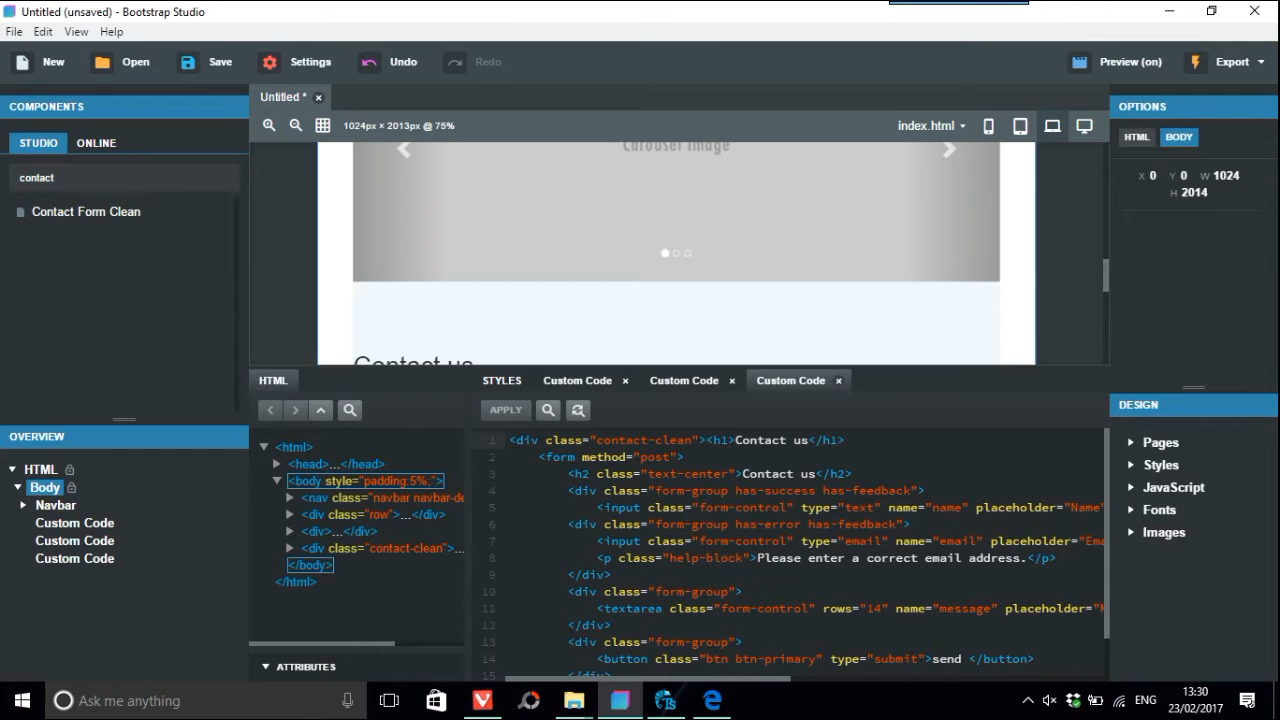 Untitled (unsaved) - Bootstrap Studio
File Edit View Help
New Open Save Settings Undo Redo Preview (on) Export
COMPONENTS
STUDIO ONLINE
contact
Contact Form Clean
OVERVIEW
HTML
Body
Navbar
Custom Code
Custom Code
Custom Code
Untitled *
1024px × 2013px @ 75%
index.html
Carousel Image
Contact us
HTML
<html>
<head>...</head>
<body style="padding:5%;">
<nav class="navbar navbar-de
<div class="row">...</div>
<div>...</div>
<div class="contact-clean">...
</body>
</html>
ATTRIBUTES
STYLES Custom Code Custom Code Custom Code
APPLY
1 <div class="contact-clean"><h1>Contact us</h1>
2 <form method="post">
3 <h2 class="text-center">Contact us</h2>
4 <div class="form-group has-success has-feedback">
5 <input class="form-control" type="text" name="name" placeholder="Name"
6 <div class="form-group has-error has-feedback">
7 <input class="form-control" type="email" name="email" placeholder="Ema
8 <p class="help-block">Please enter a correct email address.</p>
9 </div>
10 <div class="form-group">
11 <textarea class="form-control" rows="14" name="message" placeholder="M
12 </div>
13 <div class="form-group">
14 <button class="btn btn-primary" type="submit">send </button>
15 </div>
OPTIONS
HTML BODY
X 0 Y 0 W 1024
H 2014
DESIGN
Pages
Styles
JavaScript
Fonts
Images
Ask me anything
ENG
13:30
23/02/2017